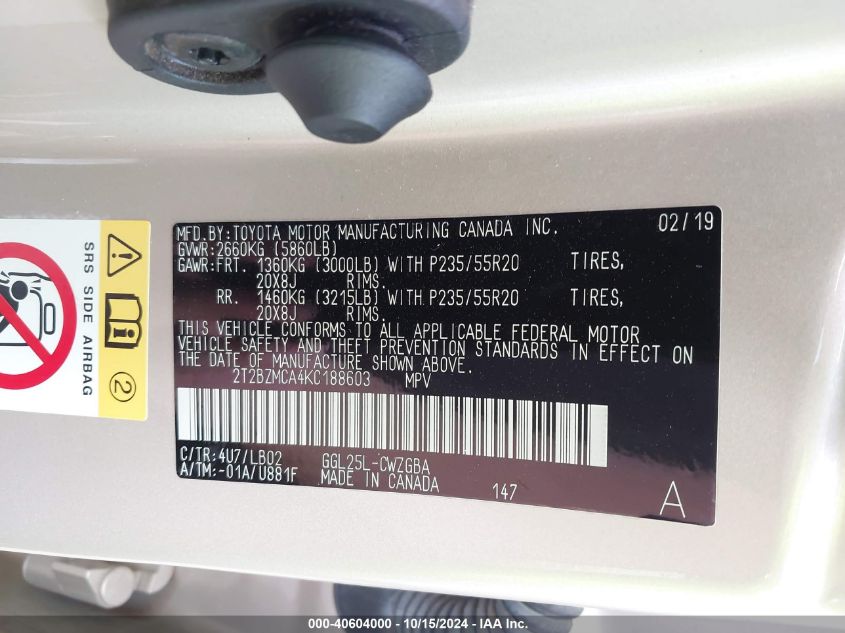 MFD.BY:TOYOTA MOTOR MANUFACTURING CANADA INC. 02/19
GVWR:2660KG (5860LB)
GAWR:FRT. 1360KG (3000LB) WITH P235/55R20 TIRES,
20X8J RIMS.
RR. 1460KG (3215LB) WITH P235/55R20 TIRES,
20X8J RIMS.
THIS VEHICLE CONFORMS TO ALL APPLICABLE FEDERAL MOTOR
VEHICLE SAFETY AND THEFT PREVENTION STANDARDS IN EFFECT ON
THE DATE OF MANUFACTURE SHOWN ABOVE.
2T2BZMCA4KC188603 MPV
C/TR:4U7/LB02 GGL25L-CWZGBA
A/TM:-01A/U881F MADE IN CANADA 147 A
SRS SIDE AIRBAG
2
000-40604000 - 10/15/2024 - IAA Inc.